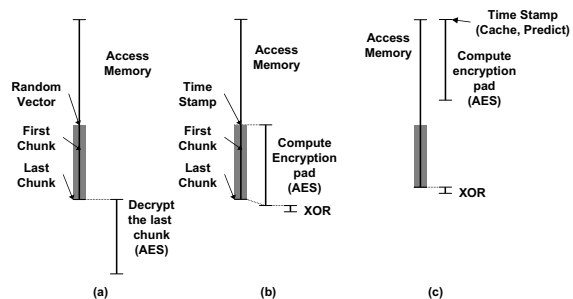 Access
Memory
Random
Vector
First
Chunk
Last
Chunk
Decrypt
the last
chunk
(AES)
(a)
Access
Memory
Time
Stamp
First
Chunk
Last
Chunk
Compute
Encryption
pad
(AES)
XOR
(b)
Time Stamp
(Cache, Predict)
Access
Memory
Compute
encryption
pad
(AES)
XOR
(c)